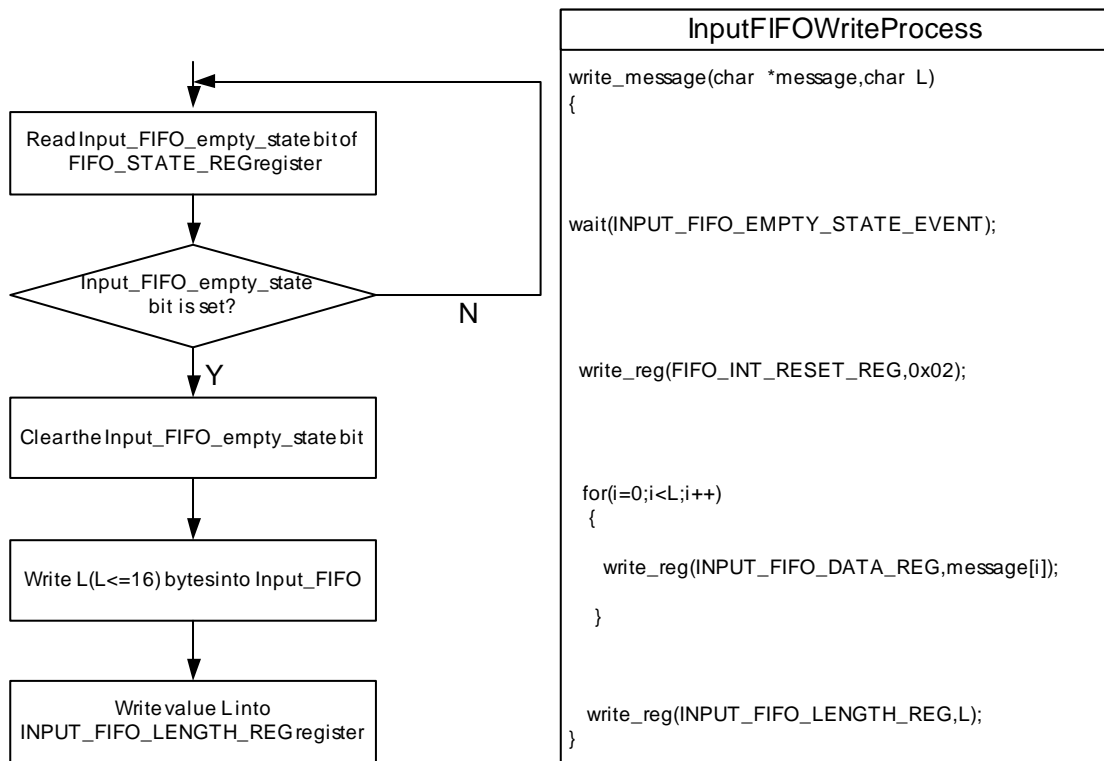 Read Input_FIFO_empty_state bit of
FIFO_STATE_REG register
Input_FIFO_empty_state
bit is set?
N
Y
Clear the Input_FIFO_empty_state bit
Write L(L<=16) bytes into Input_FIFO
Write value L into
INPUT_FIFO_LENGTH_REG register
InputFIFOWriteProcess
write_message(char *message,char L)
{
wait(INPUT_FIFO_EMPTY_STATE_EVENT);
write_reg(FIFO_INT_RESET_REG,0x02);
for(i=0;i<L;i++)
{
write_reg(INPUT_FIFO_DATA_REG,message[i]);
}
write_reg(INPUT_FIFO_LENGTH_REG,L);
}